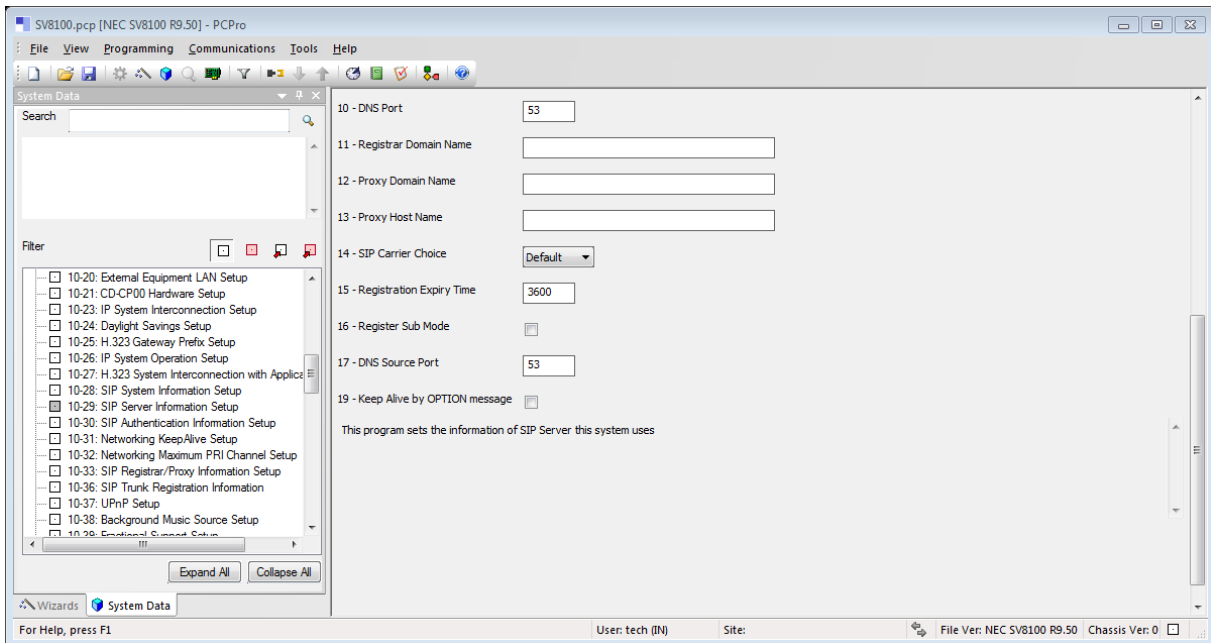 SV8100.pcp [NEC SV8100 R9.50] - PCPro
File View Programming Communications Tools Help
System Data
Search
Filter
10-20: External Equipment LAN Setup
10-21: CD-CP00 Hardware Setup
10-23: IP System Interconnection Setup
10-24: Daylight Savings Setup
10-25: H.323 Gateway Prefix Setup
10-26: IP System Operation Setup
10-27: H.323 System Interconnection with Applica
10-28: SIP System Information Setup
10-29: SIP Server Information Setup
10-30: SIP Authentication Information Setup
10-31: Networking KeepAlive Setup
10-32: Networking Maximum PRI Channel Setup
10-33: SIP Registrar/Proxy Information Setup
10-36: SIP Trunk Registration Information
10-37: UPnP Setup
10-38: Background Music Source Setup
10-39: Fractional Support Setup
Expand All Collapse All
Wizards System Data
10 - DNS Port 53
11 - Registrar Domain Name
12 - Proxy Domain Name
13 - Proxy Host Name
14 - SIP Carrier Choice Default
15 - Registration Expiry Time 3600
16 - Register Sub Mode
17 - DNS Source Port 53
19 - Keep Alive by OPTION message
This program sets the information of SIP Server this system uses
For Help, press F1 User: tech (IN) Site: File Ver: NEC SV8100 R9.50 Chassis Ver: 0